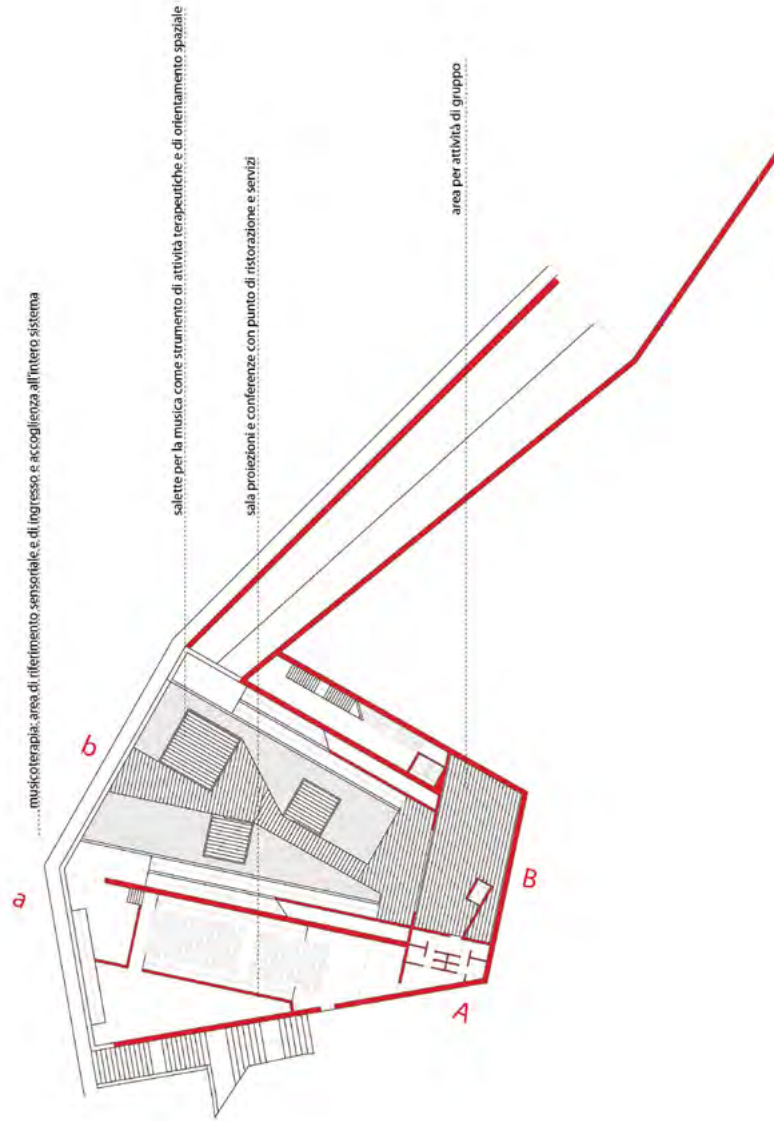 musicoterapia: area di riferimento sensoriale e di ingresso e accoglienza all'intero sistema
salette per la musica come strumento di attività terapeutiche e di orientamento spaziale
sala proiezioni e conferenze con punto di ristorazione e servizi
area per attività di gruppo
a
b
A
B